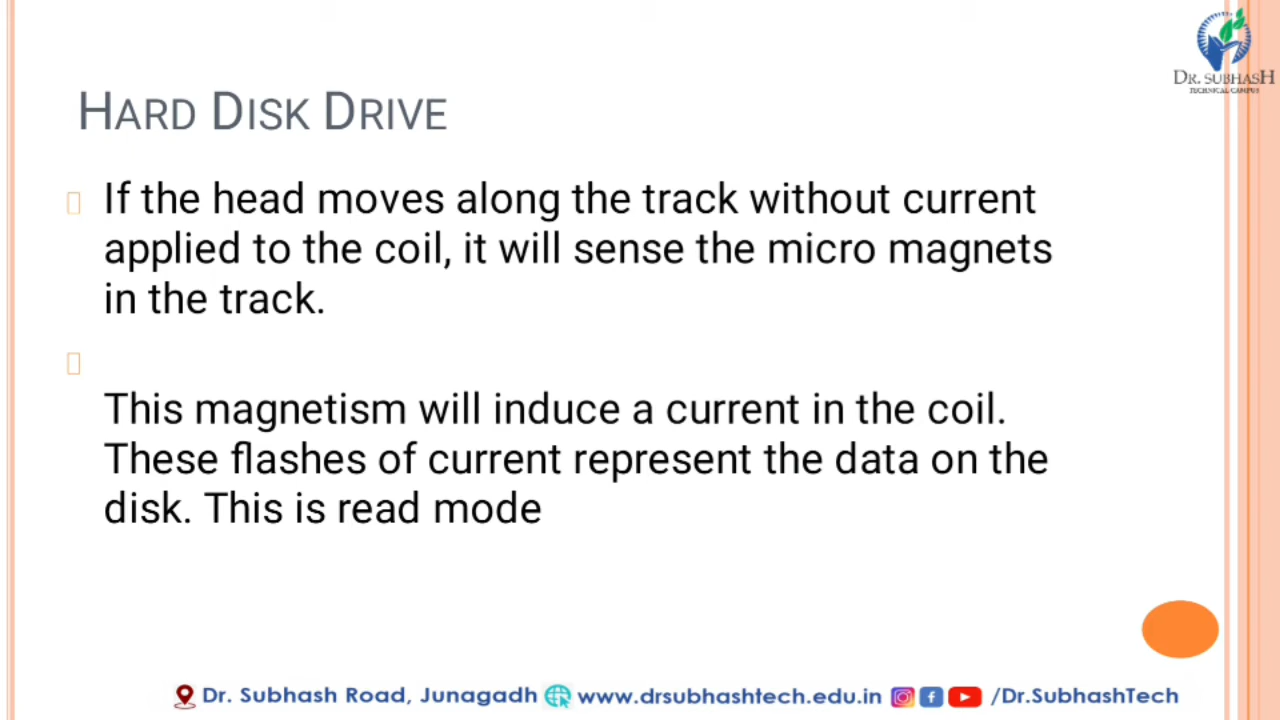 DR. SUBHASH
TECHNICAL CAMPUS
HARD DISK DRIVE
If the head moves along the track without current
applied to the coil, it will sense the micro magnets
in the track.
This magnetism will induce a current in the coil.
These flashes of current represent the data on the
disk. This is read mode
Dr. Subhash Road, Junagadh www.drsubhashtech.edu.in /Dr.SubhashTech